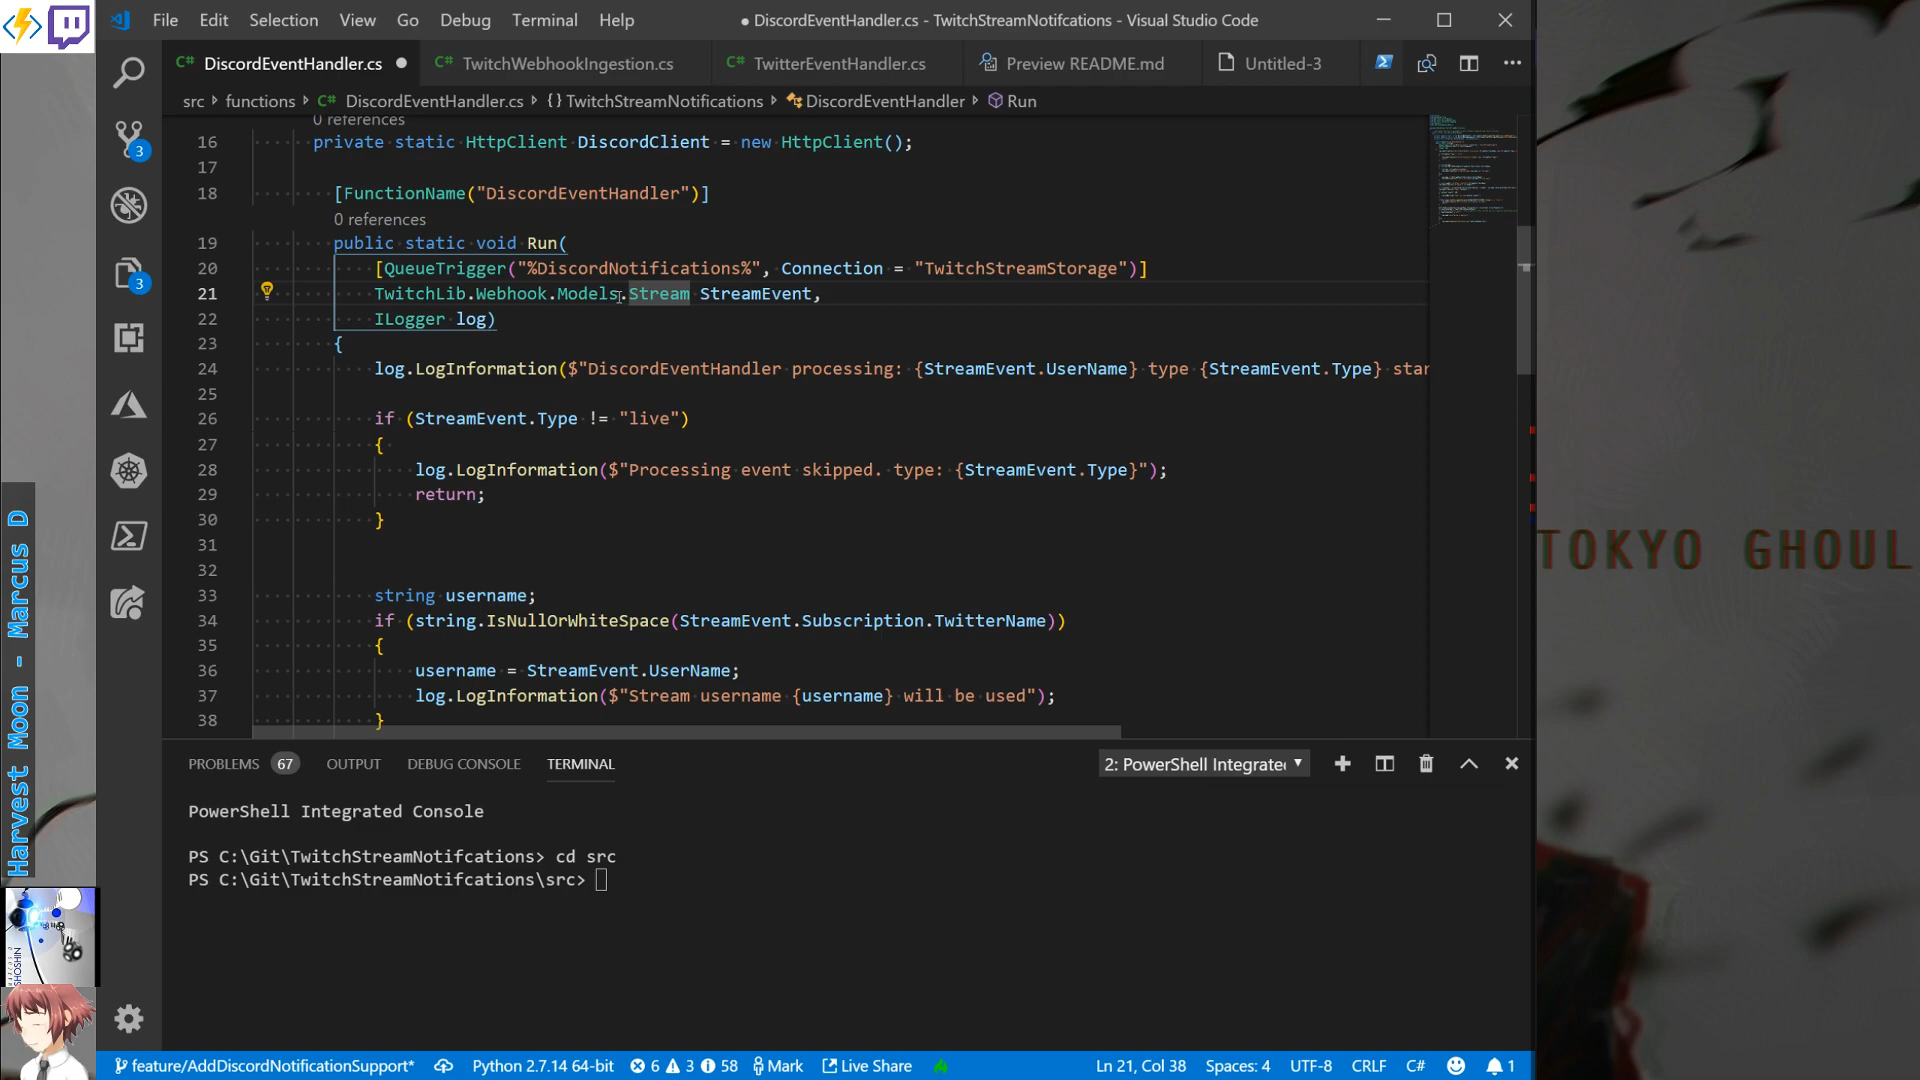 File Edit Selection View Go Debug Terminal Help ● DiscordEventHandler.cs - TwitchStreamNotifcations - Visual Studio Code
C# DiscordEventHandler.cs ● C# TwitchWebhookIngestion.cs C# TwitterEventHandler.cs Preview README.md Untitled-3
src > functions > C# DiscordEventHandler.cs > {} TwitchStreamNotifications > DiscordEventHandler > Run
0 references
16 private static HttpClient DiscordClient = new HttpClient();
17
18 [FunctionName("DiscordEventHandler")]
0 references
19 public static void Run(
20 [QueueTrigger("%DiscordNotifications%", Connection = "TwitchStreamStorage")]
21 TwitchLib.Webhook.Models.Stream StreamEvent,
22 ILogger log)
23 {
24 log.LogInformation($"DiscordEventHandler processing: {StreamEvent.UserName} type {StreamEvent.Type} star
25
26 if (StreamEvent.Type != "live")
27 {
28 log.LogInformation($"Processing event skipped. type: {StreamEvent.Type}");
29 return;
30 }
31
32
33 string username;
34 if (string.IsNullOrWhiteSpace(StreamEvent.Subscription.TwitterName))
35 {
36 username = StreamEvent.UserName;
37 log.LogInformation($"Stream username {username} will be used");
38 }
3
3
PROBLEMS 67 OUTPUT DEBUG CONSOLE TERMINAL 2: PowerShell Integrate
PowerShell Integrated Console
PS C:\Git\TwitchStreamNotifcations> cd src
PS C:\Git\TwitchStreamNotifcations\src>
feature/AddDiscordNotificationSupport* Python 2.7.14 64-bit 6 3 58 Mark Live Share Ln 21, Col 38 Spaces: 4 UTF-8 CRLF C# 1
Harvest Moon - Marcus D
SHOSHIN
TOKYO GHOUL